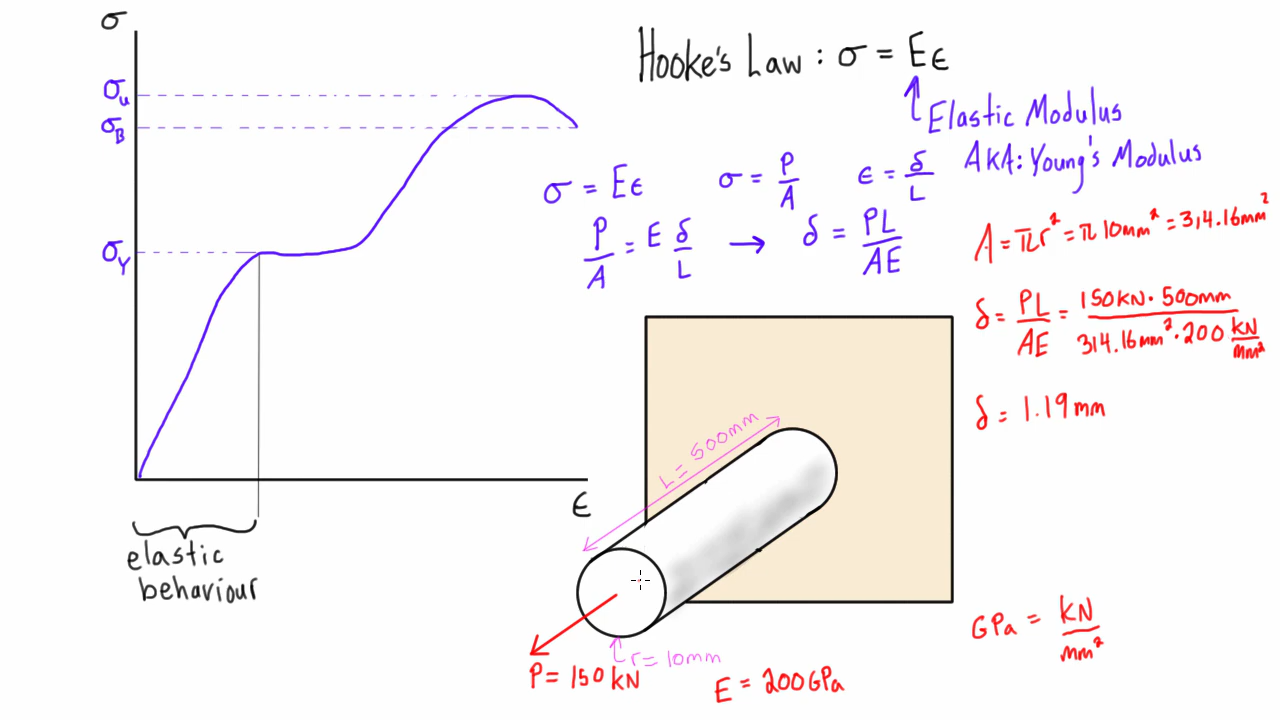 σ
σu
σB
σY
ϵ
elastic
behaviour
Hooke's Law : σ = Eϵ
Elastic Modulus
AKA: Young's Modulus
σ = Eϵ
σ = P/A
ϵ = δ/L
P/A = E δ/L → δ = PL/AE
A = πr² = π 10mm² = 314.16mm²
δ = PL/AE = 150kN · 500mm / 314.16mm² · 200 kN/mm²
δ = 1.19mm
L = 500mm
r = 10mm
P = 150 kN
E = 200GPa
GPa = kN/mm²